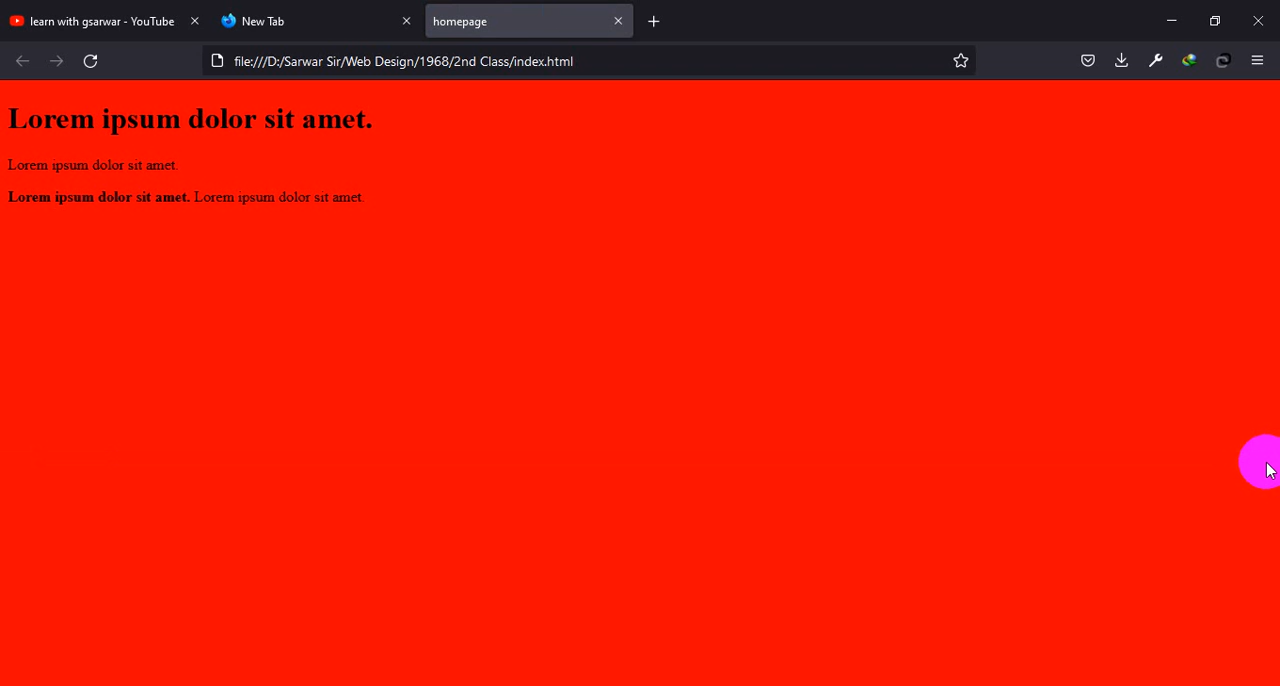 learn with gsarwar - YouTube
New Tab
homepage
file:///D:/Sarwar Sir/Web Design/1968/2nd Class/index.html
Lorem ipsum dolor sit amet.
Lorem ipsum dolor sit amet.
Lorem ipsum dolor sit amet. Lorem ipsum dolor sit amet.